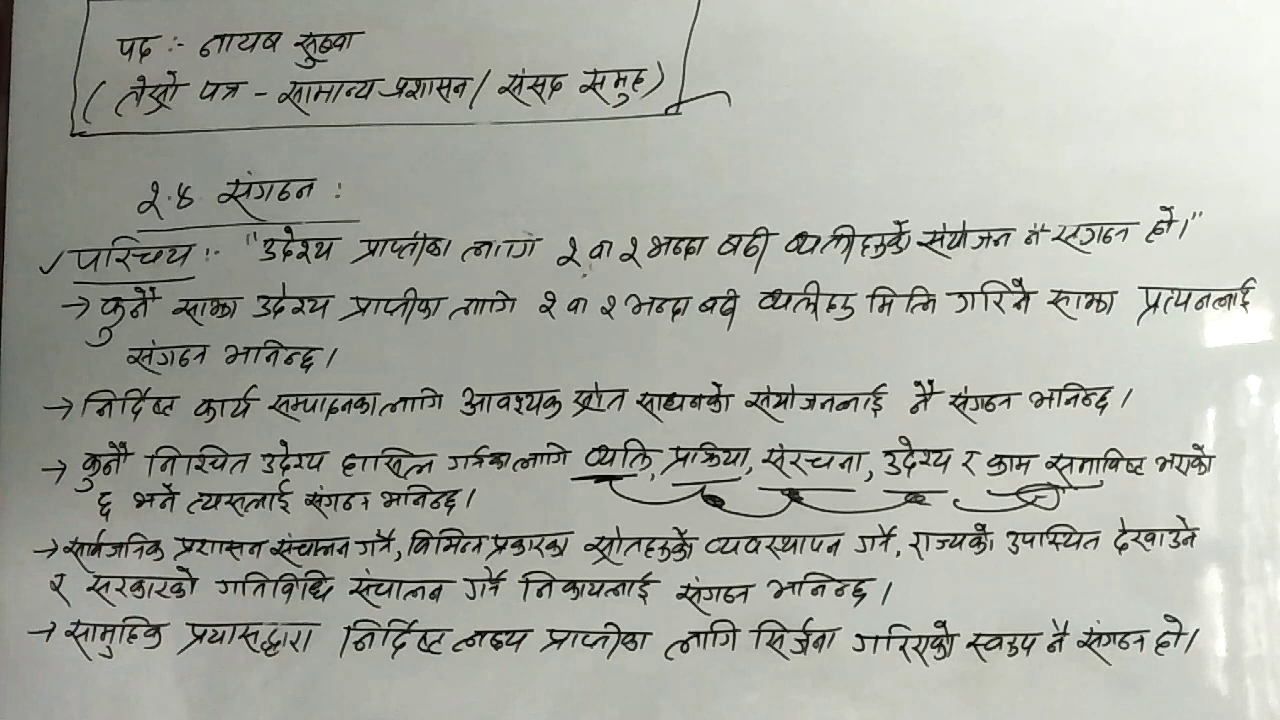 पद :- नायब सुब्बा
(तेस्रो पत्र - सामान्य प्रशासन / संसद समुह)
२.४ संगठन :
परिचय :- "उद्देश्य प्राप्तीका लागि २ वा २ भन्दा बढी व्यक्तीहरुको संयोजन नै संगठन हो।"
→ कुनै साझा उदेश्य प्राप्तीका लागि २ वा २ भन्दा बढी व्यक्तीहरु मिलि गरिने साझा प्रत्यनलाई
संगठन भनिन्छ।
→ निर्दिष्ट कार्य सम्पादनका लागि आवश्यक स्रोत साधनको संयोजनलाई नै संगठन भनिन्छ।
→ कुनै निश्चित उदेश्य हासिल गर्नका लागि व्यक्ति, प्रक्रिया, संरचना, उदेश्य र काम समाविष्ट भएको
छ भने त्यसलाई संगठन भनिन्छ।
→ सार्वजनिक प्रशासन संचालन गर्ने, विभिन्न प्रकारका स्रोतहरुको व्यवस्थापन गर्ने, राज्यको उपस्थित देखाउने
र सरकारको गतिविधि संचालन गर्ने निकायलाई संगठन भनिन्छ।
→ सामुहिक प्रयासद्धारा निर्दिष्ट लक्ष्य प्राप्तीका लागि सिर्जना गरिएको स्वरुप नै संगठन हो।